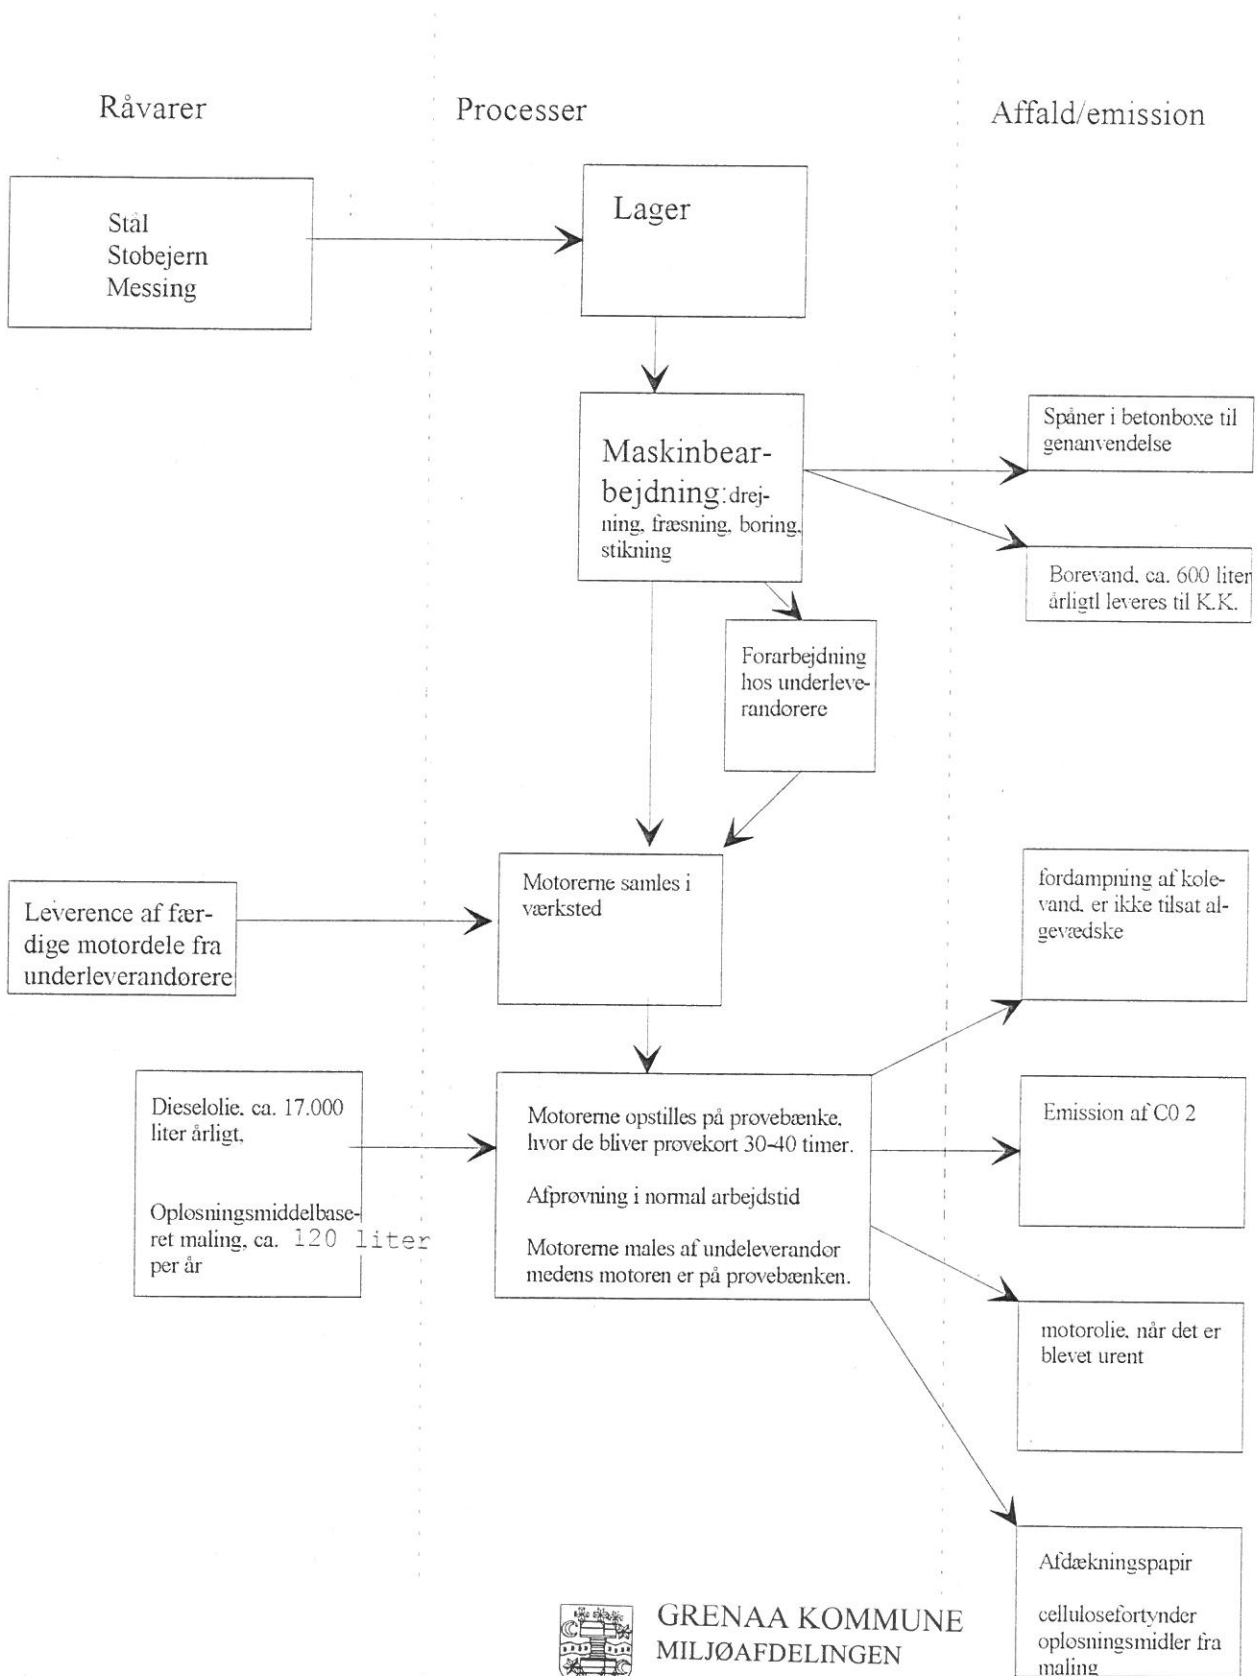 Råvarer
Processer
Affald/emission
Stål
Stobejern
Messing
Lager
Maskinbear-
bejdning: drej-
ning, fræsning, boring,
stikning
Spåner i betonboxe til
genanvendelse
Borevand, ca. 600 liter
årligtl leveres til K.K.
Forarbejdning
hos underleve-
randorere
Leverence af fær-
dige motordele fra
underleverandørere
Motorerne samles i
værksted
fordampning af kole-
vand, er ikke tilsat al-
gevædske
Dieselolie, ca. 17.000
liter årligt,
Oplosningsmiddelbase-
ret maling, ca. 120 liter
per år
Motorerne opstilles på provebænke,
hvor de bliver provekort 30-40 timer.
Afprovning i normal arbejdstid
Motorerne males af undeleverandor
medens motoren er på provebænken.
Emission af C0 2
motorolie, når det er
blevet urent
Afdækningspapir
cellulosefortynder
oplosningsmidler fra
maling
GRENAA KOMMUNE
MILJØAFDELINGEN